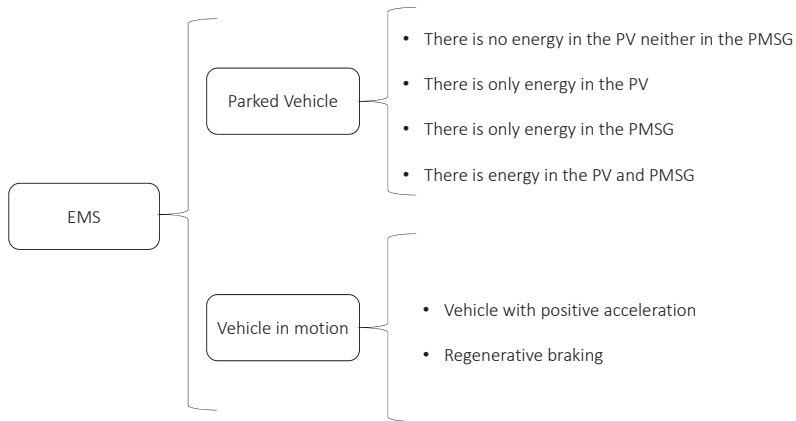 EMS
Parked Vehicle
• There is no energy in the PV neither in the PMSG
• There is only energy in the PV
• There is only energy in the PMSG
• There is energy in the PV and PMSG
Vehicle in motion
• Vehicle with positive acceleration
• Regenerative braking